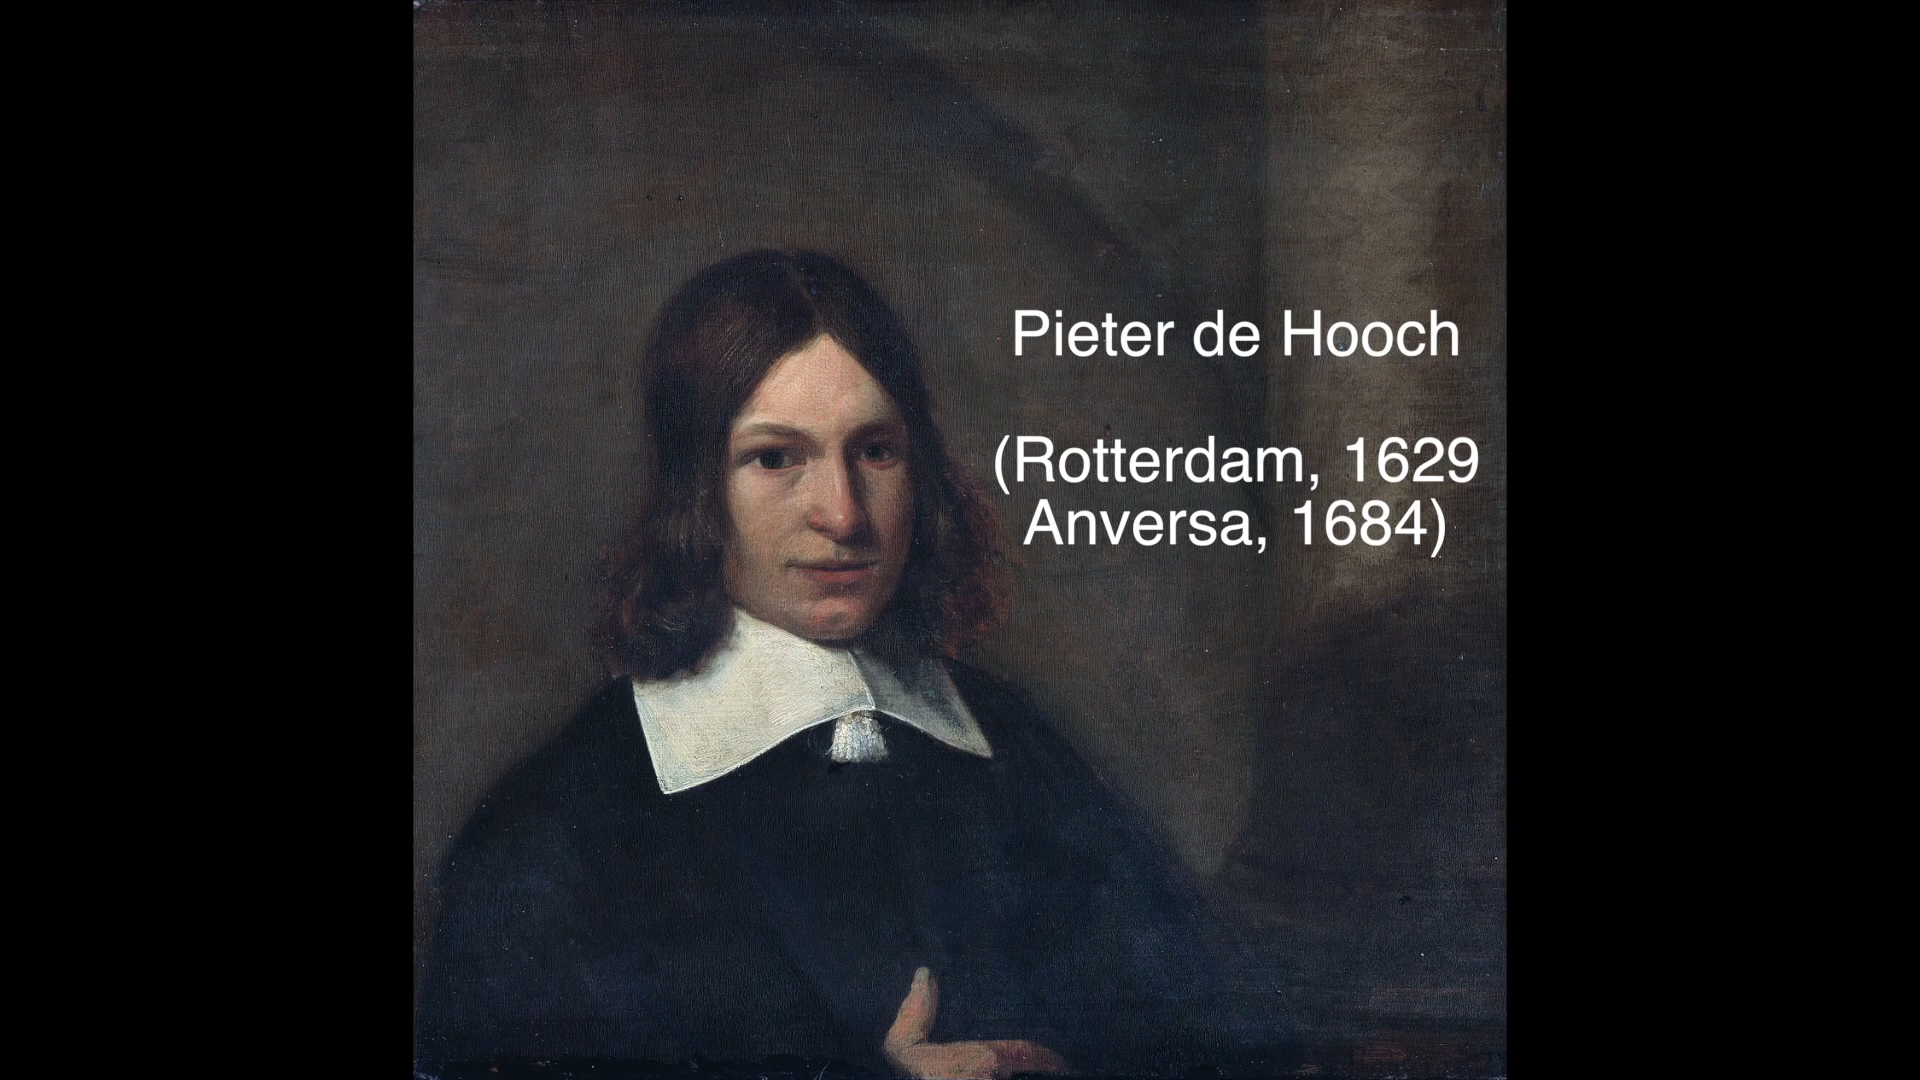 Pieter de Hooch
(Rotterdam, 1629
Anversa, 1684)